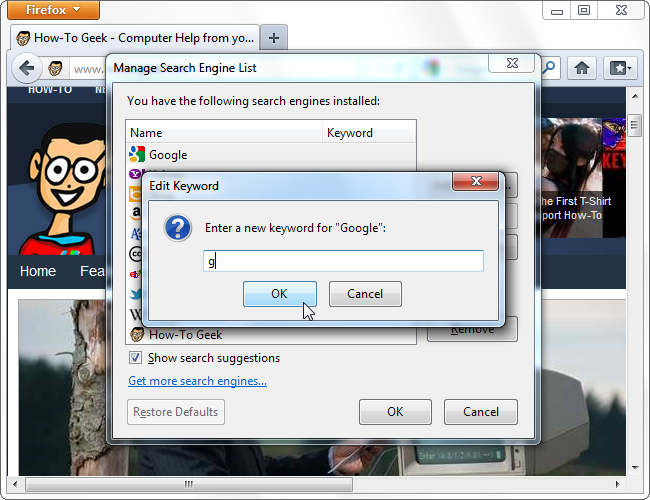 Firefox
How-To Geek - Computer Help from yo...
www.
Manage Search Engine List
HOW-TO
You have the following search engines installed:
Name Keyword
Google
Edit Keyword
Enter a new keyword for "Google":
g
OK Cancel
he First T-Shirt
port How-To
Home Fea
How-To Geek
Remove
Show search suggestions
Get more search engines...
Restore Defaults OK Cancel